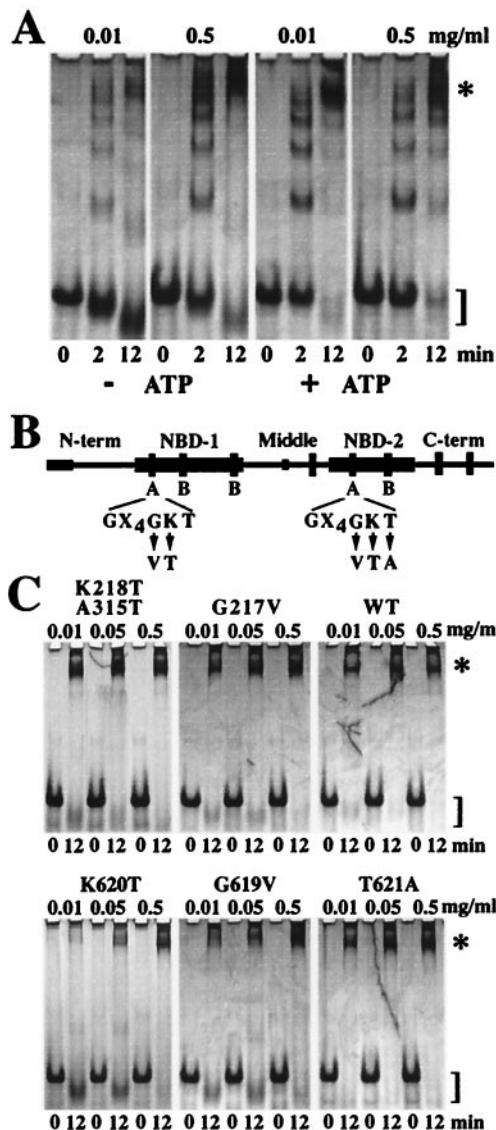 A
0.01 0.5 0.01 0.5 mg/ml
*
]
0 2 12 0 2 12 0 2 12 0 2 12 min
- ATP + ATP
B
N-term NBD-1 Middle NBD-2 C-term
A B B A B
GX4GKT GX4GKT
VT VTA
C
K218T
A315T G217V WT
0.01 0.05 0.5 0.01 0.05 0.5 0.01 0.05 0.5 mg/m
*
]
0 12 0 12 0 12 0 12 0 12 0 12 0 12 0 12 0 12 min
K620T G619V T621A
0.01 0.05 0.5 0.01 0.05 0.5 0.01 0.05 0.5 mg/ml
*
]
0 12 0 12 0 12 0 12 0 12 0 12 0 12 0 12 0 12 min